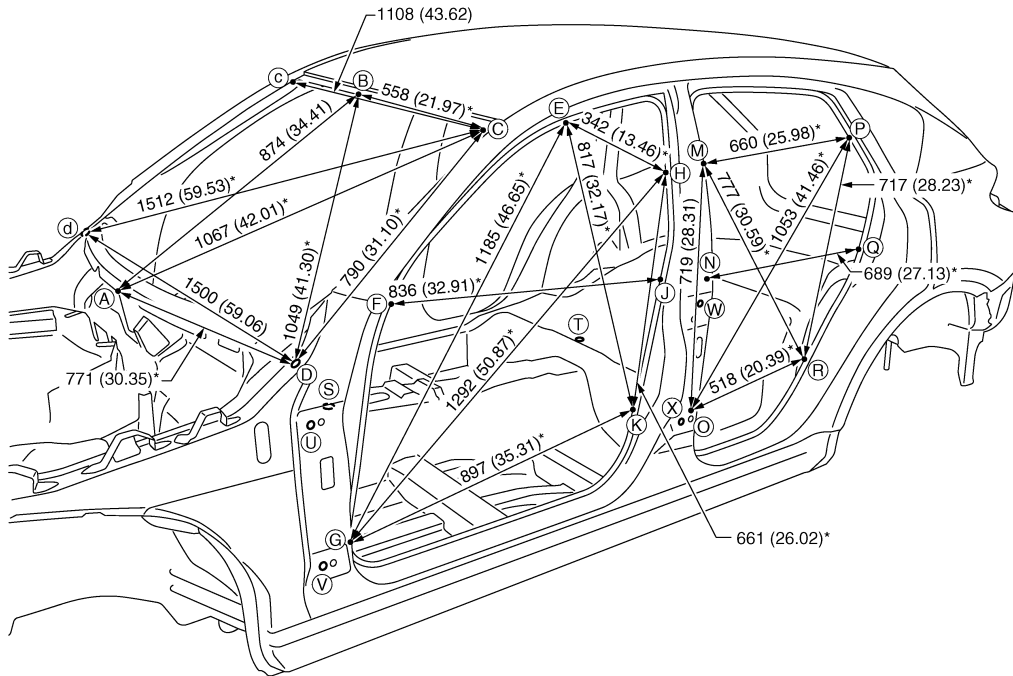 1108 (43.62)
c
B
558 (21.97)*
C
874 (34.41)
E
342 (13.46)*
817 (32.17)*
H
M
660 (25.98)*
P
717 (28.23)*
777 (30.59)*
1053 (41.46)*
1512 (59.53)*
1067 (42.01)*
d
1185 (46.65)*
790 (31.10)*
1049 (41.30)*
719 (28.31)
N
Q
689 (27.13)*
A
1500 (59.06)
F
836 (32.91)*
J
W
T
771 (30.35)*
D
1292 (50.87)*
518 (20.39)*
R
S
U
K
X
O
897 (35.31)*
G
661 (26.02)*
V